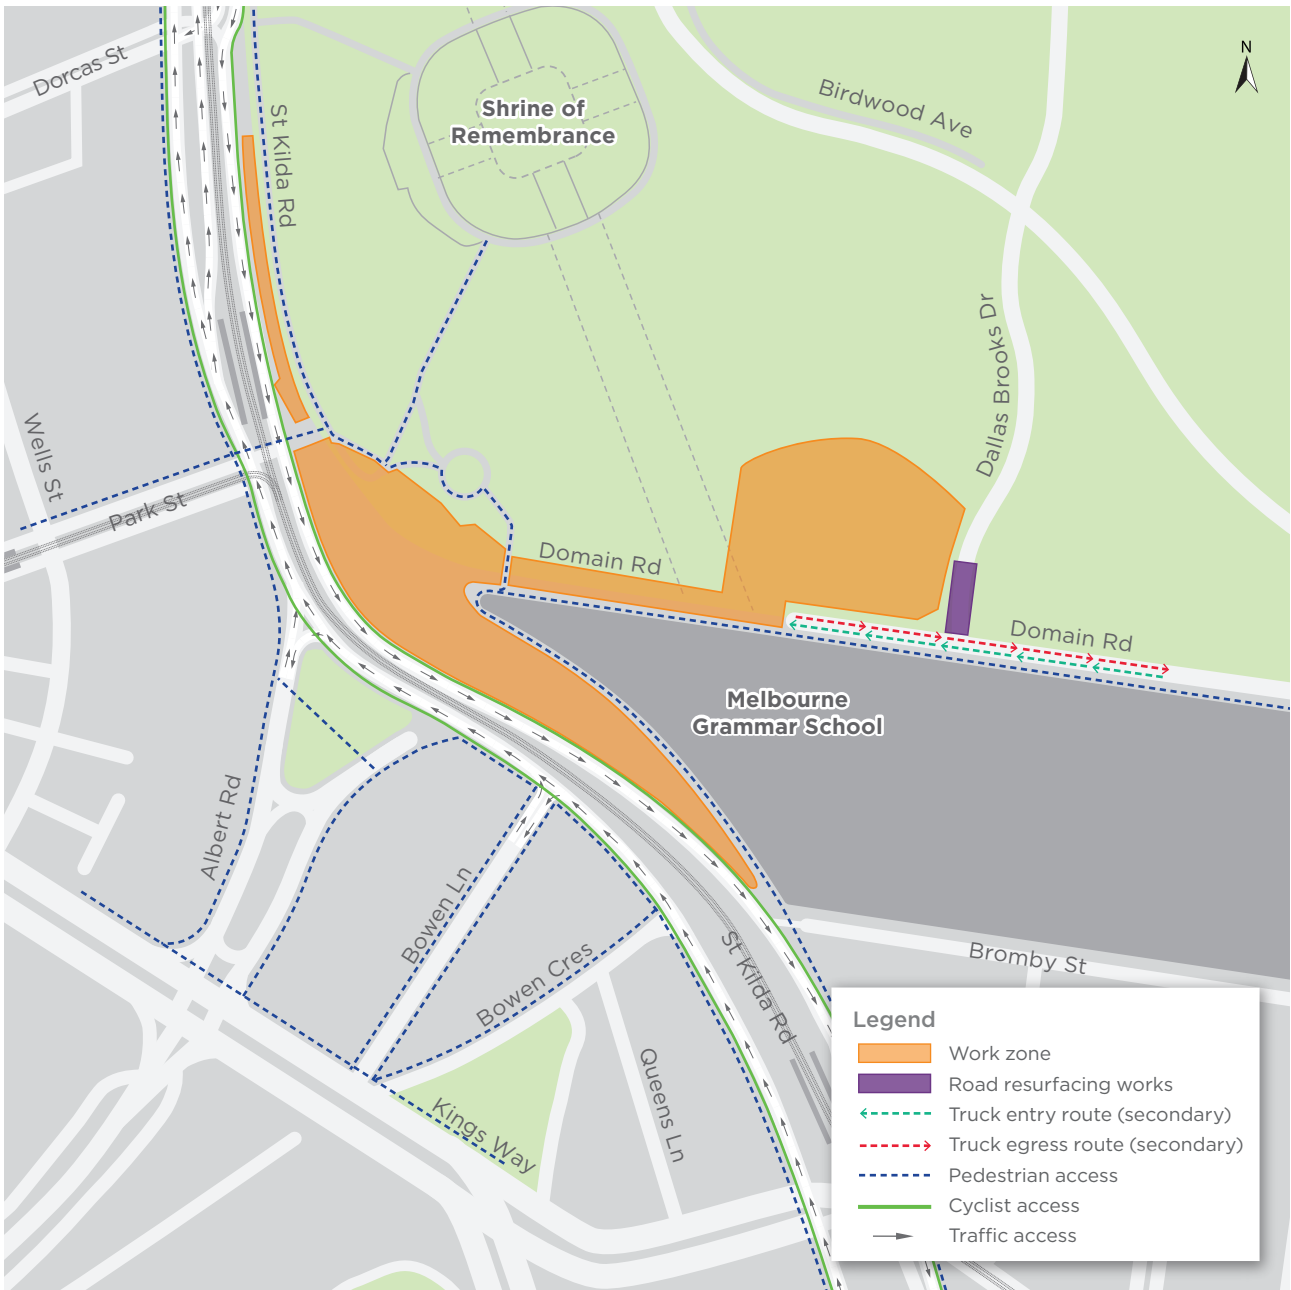 N
Dorcas St
St Kilda Rd
Shrine of
Remembrance
Birdwood Ave
Dallas Brooks Dr
Wells St
Park St
Domain Rd
Domain Rd
Melbourne
Grammar School
Albert Rd
Bowen Ln
Bowen Cres
St Kilda Rd
Bromby St
Queens Ln
Kings Way
Legend
Work zone
Road resurfacing works
Truck entry route (secondary)
Truck egress route (secondary)
Pedestrian access
Cyclist access
Traffic access